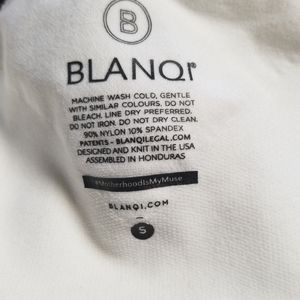 B
BLANQI®
MACHINE WASH COLD, GENTLE
WITH SIMILAR COLOURS. DO NOT
BLEACH. LINE DRY PREFERRED.
DO NOT IRON. DO NOT DRY CLEAN.
90% NYLON 10% SPANDEX
PATENTS - BLANQILEGAL.COM
DESIGNED AND KNIT IN THE USA
ASSEMBLED IN HONDURAS
#MotherhoodIsMyMuse
BLANQI.COM
S